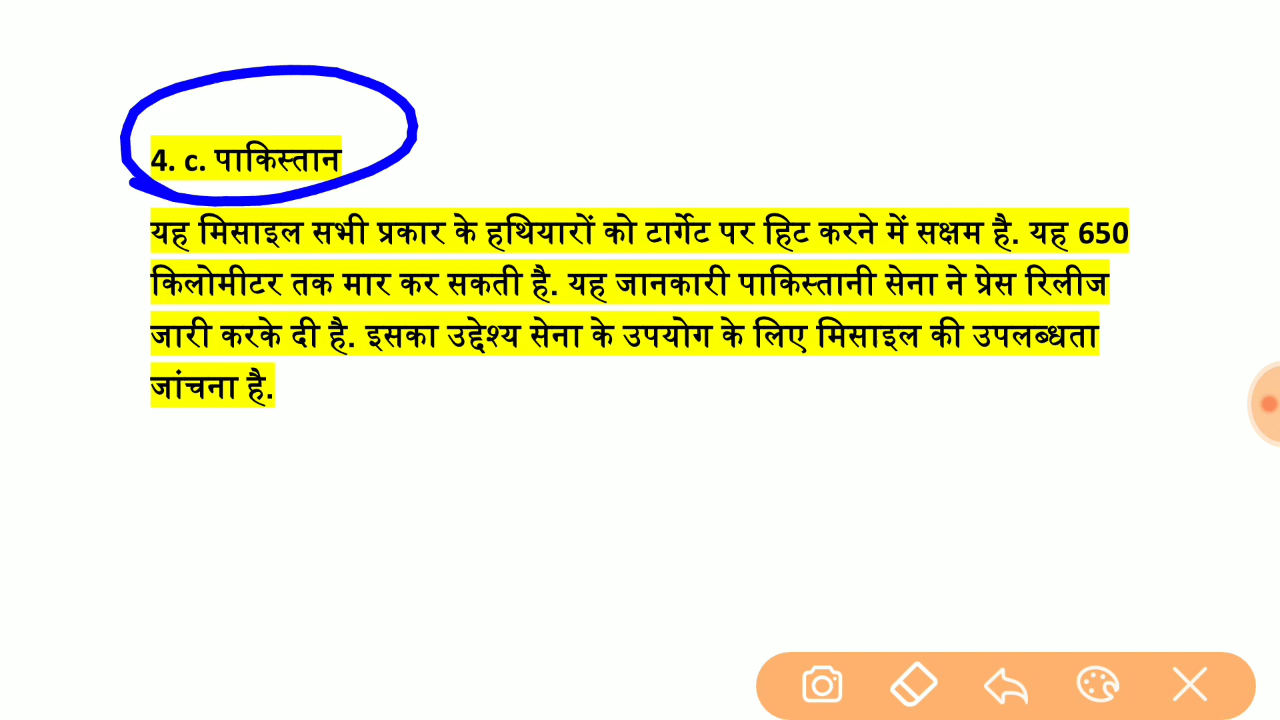 4. c. पाकिस्तान
यह मिसाइल सभी प्रकार के हथियारों को टार्गेट पर हिट करने में सक्षम है. यह 650
किलोमीटर तक मार कर सकती है. यह जानकारी पाकिस्तानी सेना ने प्रेस रिलीज
जारी करके दी है. इसका उद्देश्य सेना के उपयोग के लिए मिसाइल की उपलब्धता
जांचना है.